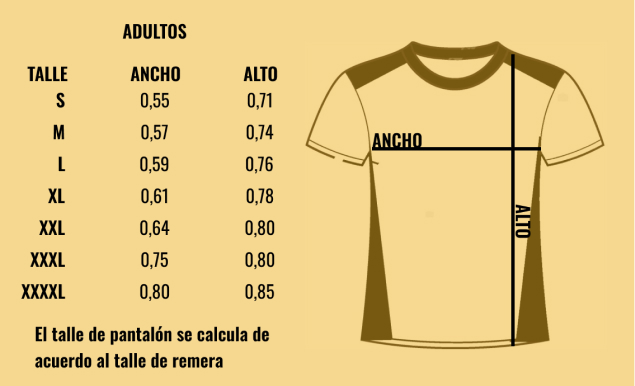 ADULTOS
TALLE ANCHO ALTO
S 0,55 0,71
M 0,57 0,74
L 0,59 0,76
XL 0,61 0,78
XXL 0,64 0,80
XXXL 0,75 0,80
XXXXL 0,80 0,85
El talle de pantalón se calcula de
acuerdo al talle de remera
ANCHO
ALTO